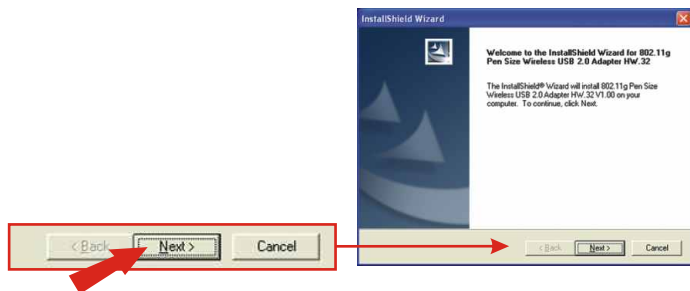 InstallShield Wizard
Welcome to the InstallShield Wizard for 802.11g
Pen Size Wireless USB 2.0 Adapter HW.32
The InstallShield® Wizard will install 802.11g Pen Size
Wireless USB 2.0 Adapter HW.32 V1.00 on your
computer. To continue, click Next.
< Back Next > Cancel
< Back Next > Cancel